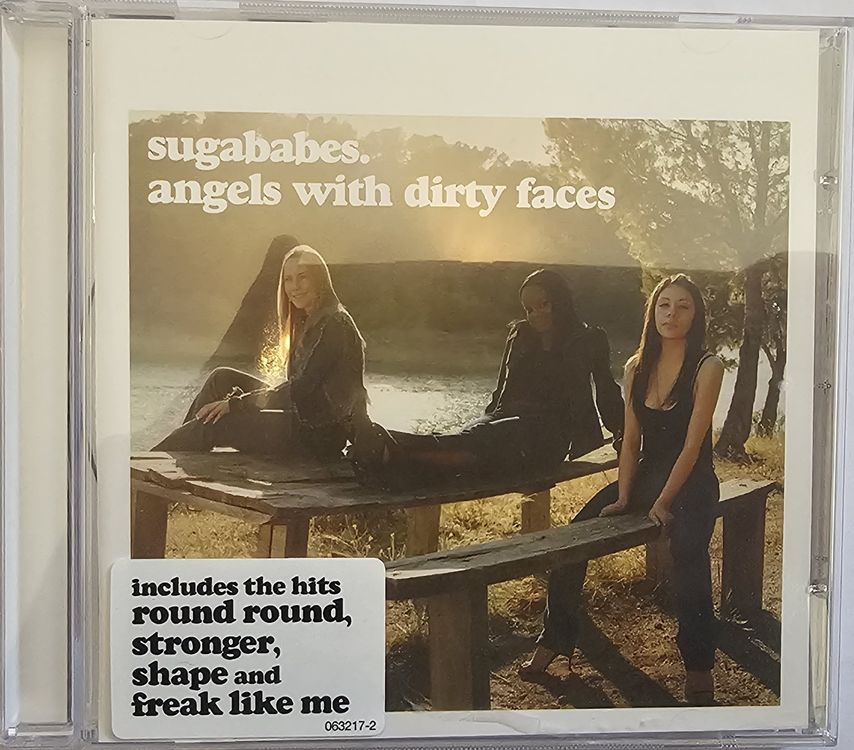 sugababes.
angels with dirty faces
includes the hits
round round,
stronger,
shape and
freak like me
063217-2